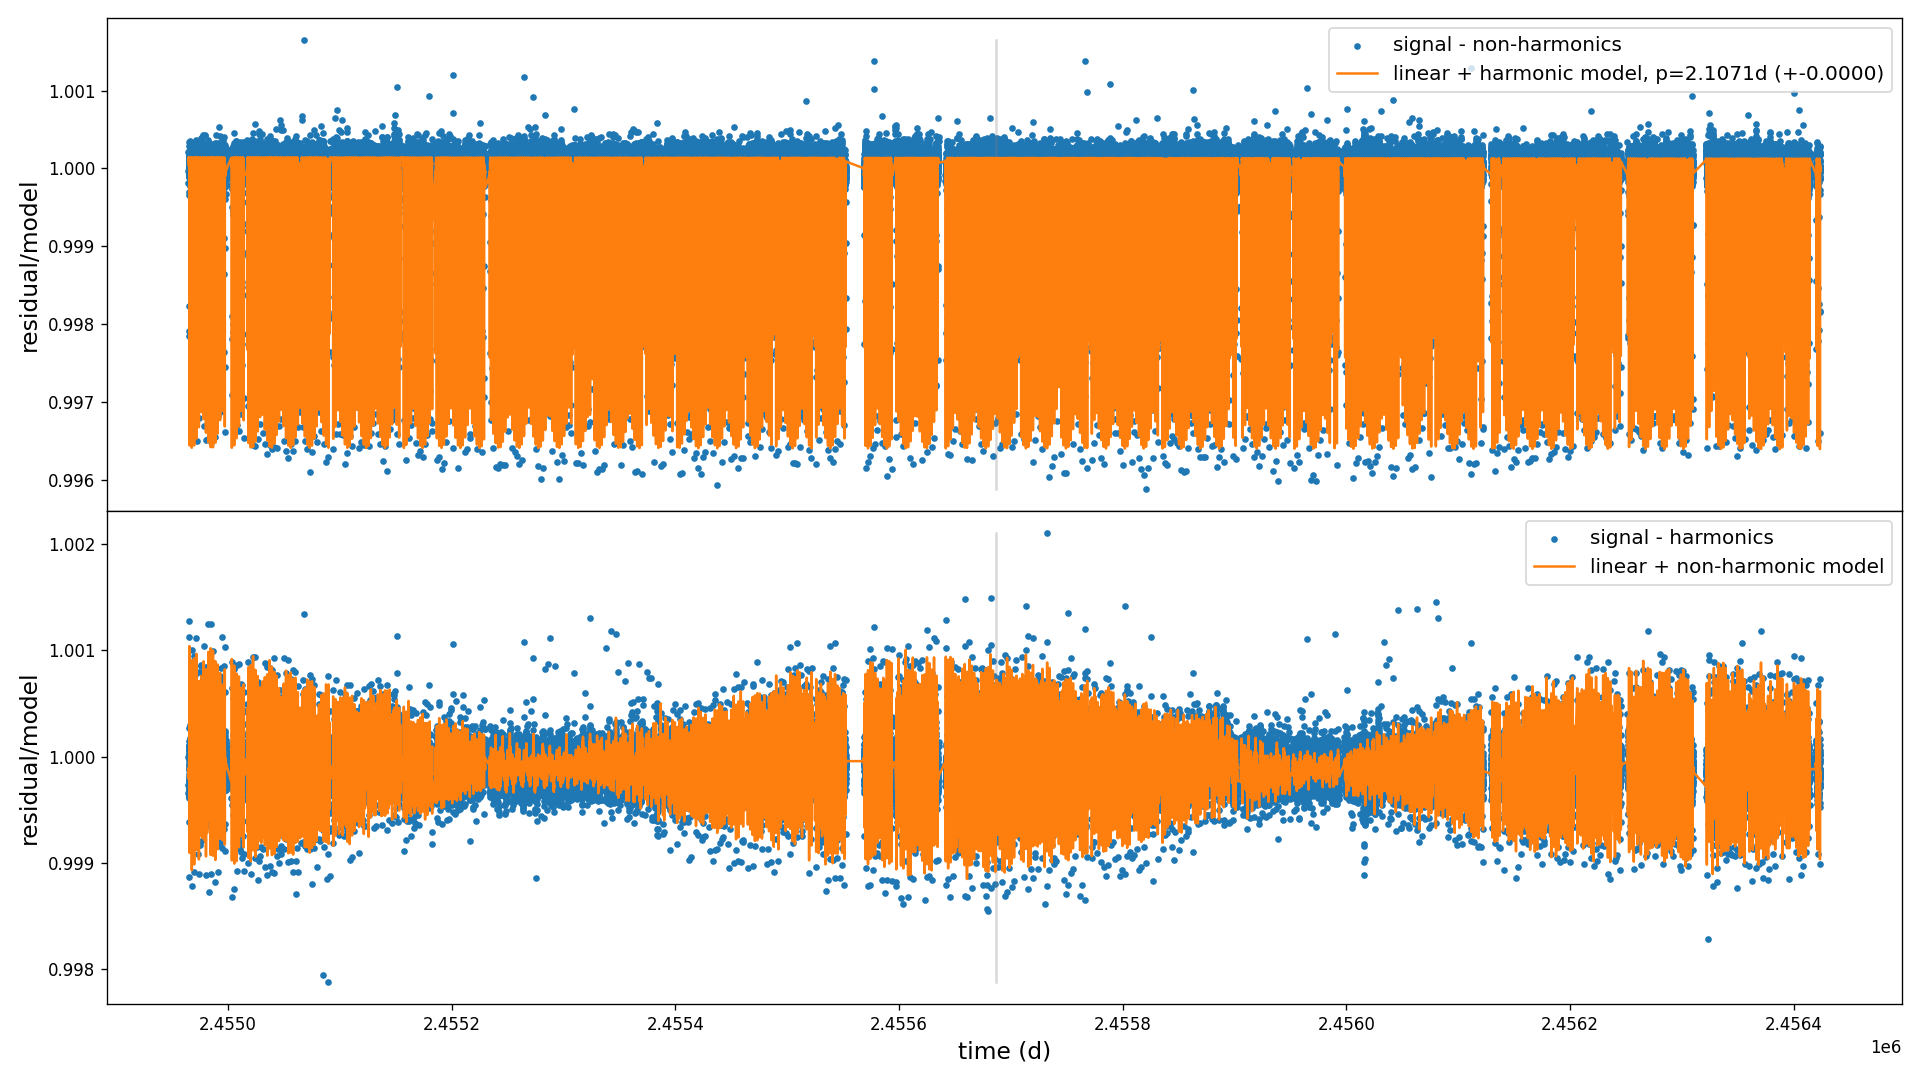 signal - non-harmonics
linear + harmonic model, p=2.1071d (+-0.0000)
1.001
1.000
0.999
0.998
0.997
0.996
residual/model
signal - harmonics
linear + non-harmonic model
1.002
1.001
1.000
0.999
0.998
residual/model
2.4550 2.4552 2.4554 2.4556 2.4558 2.4560 2.4562 2.4564
time (d)
1e6